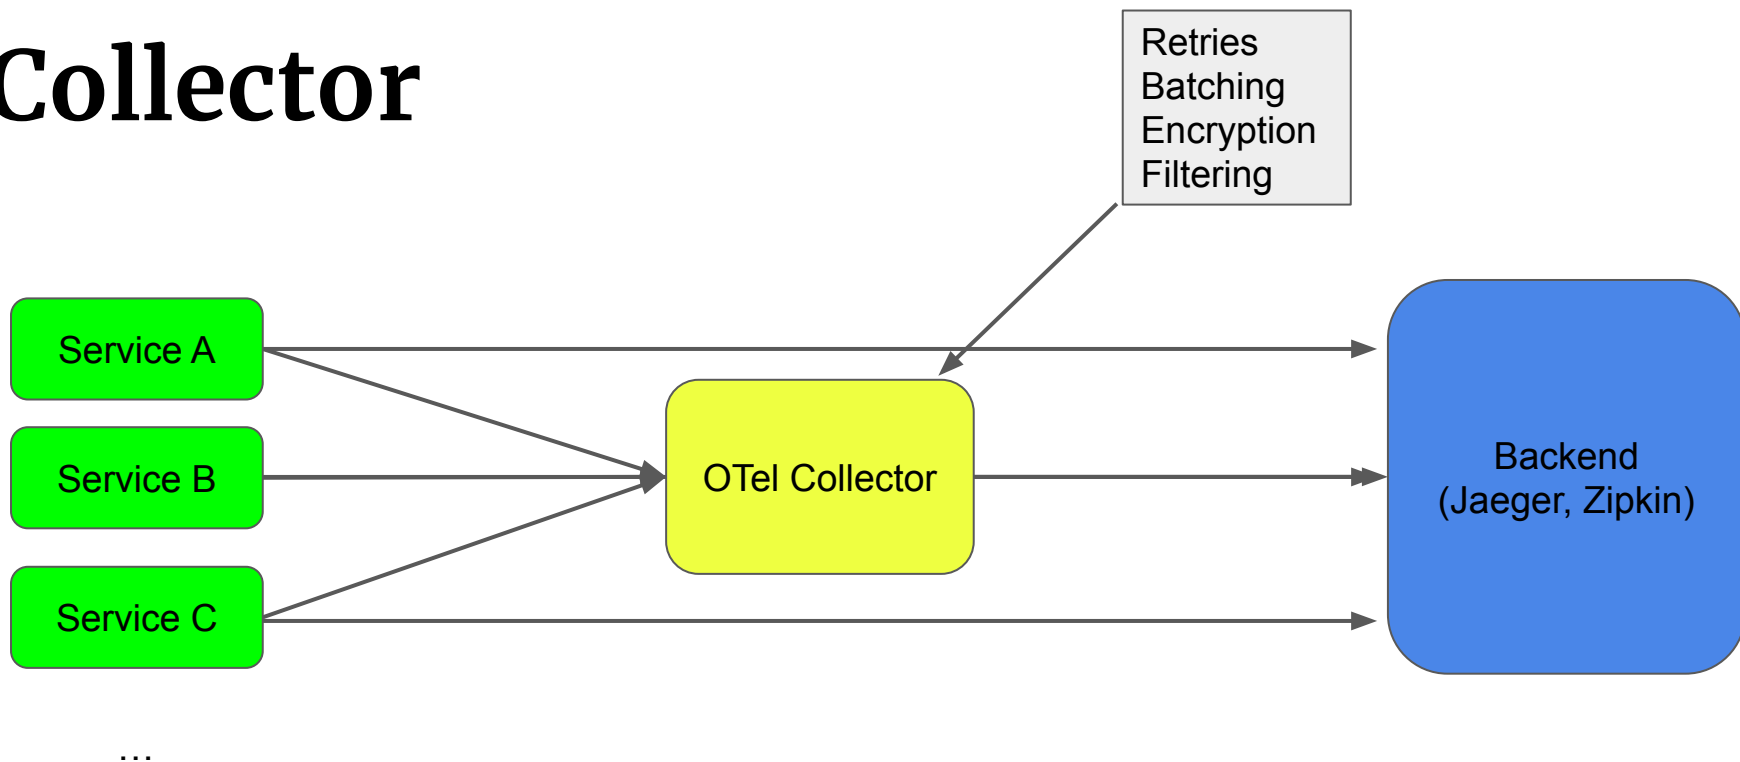 Collector
Retries
Batching
Encryption
Filtering
Service A
Service B
OTel Collector
Backend
(Jaeger, Zipkin)
Service C
...